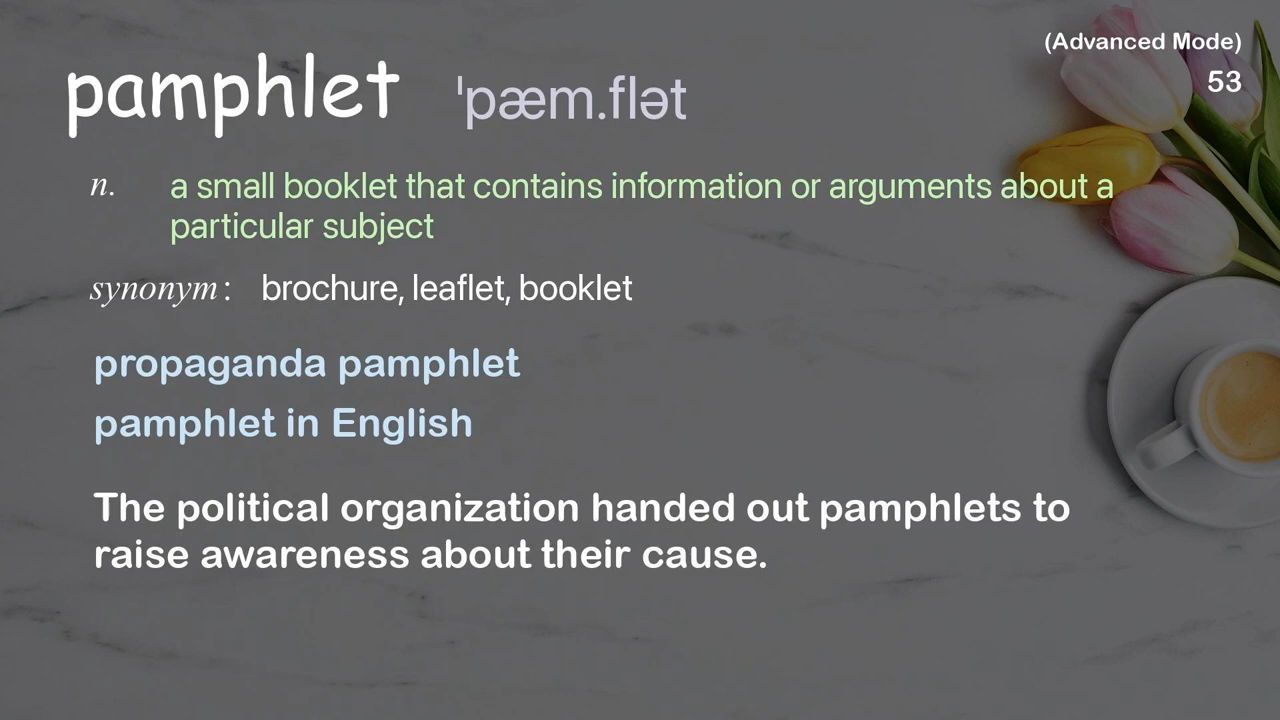 (Advanced Mode)
53
pamphlet ˈpæm.flət
n. a small booklet that contains information or arguments about a
particular subject
synonym : brochure, leaflet, booklet
propaganda pamphlet
pamphlet in English
The political organization handed out pamphlets to
raise awareness about their cause.